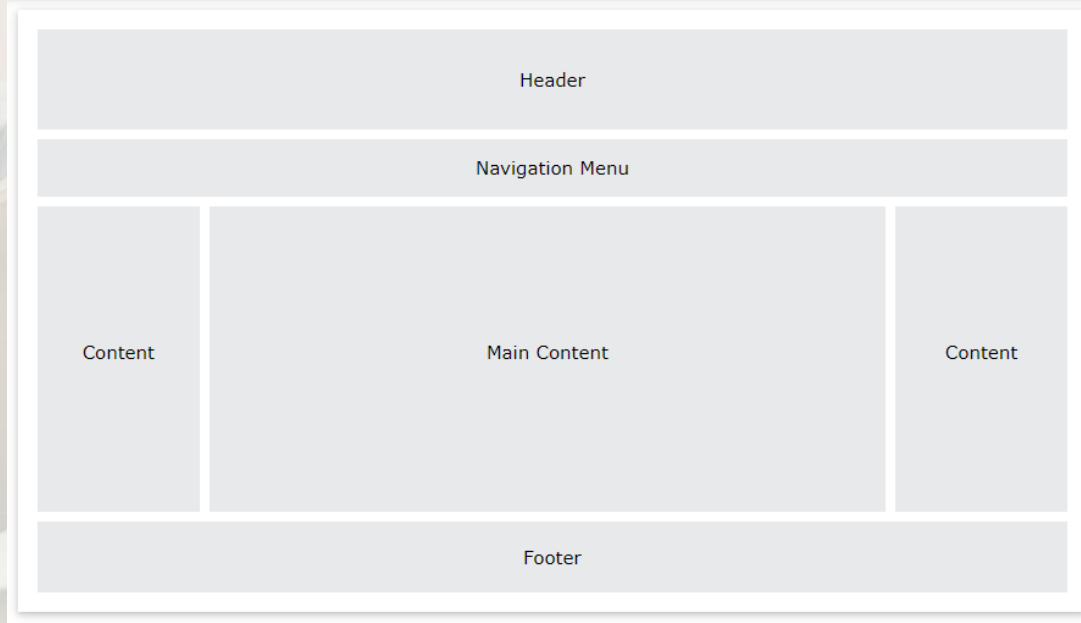 Header
Navigation Menu
Content
Main Content
Content
Footer